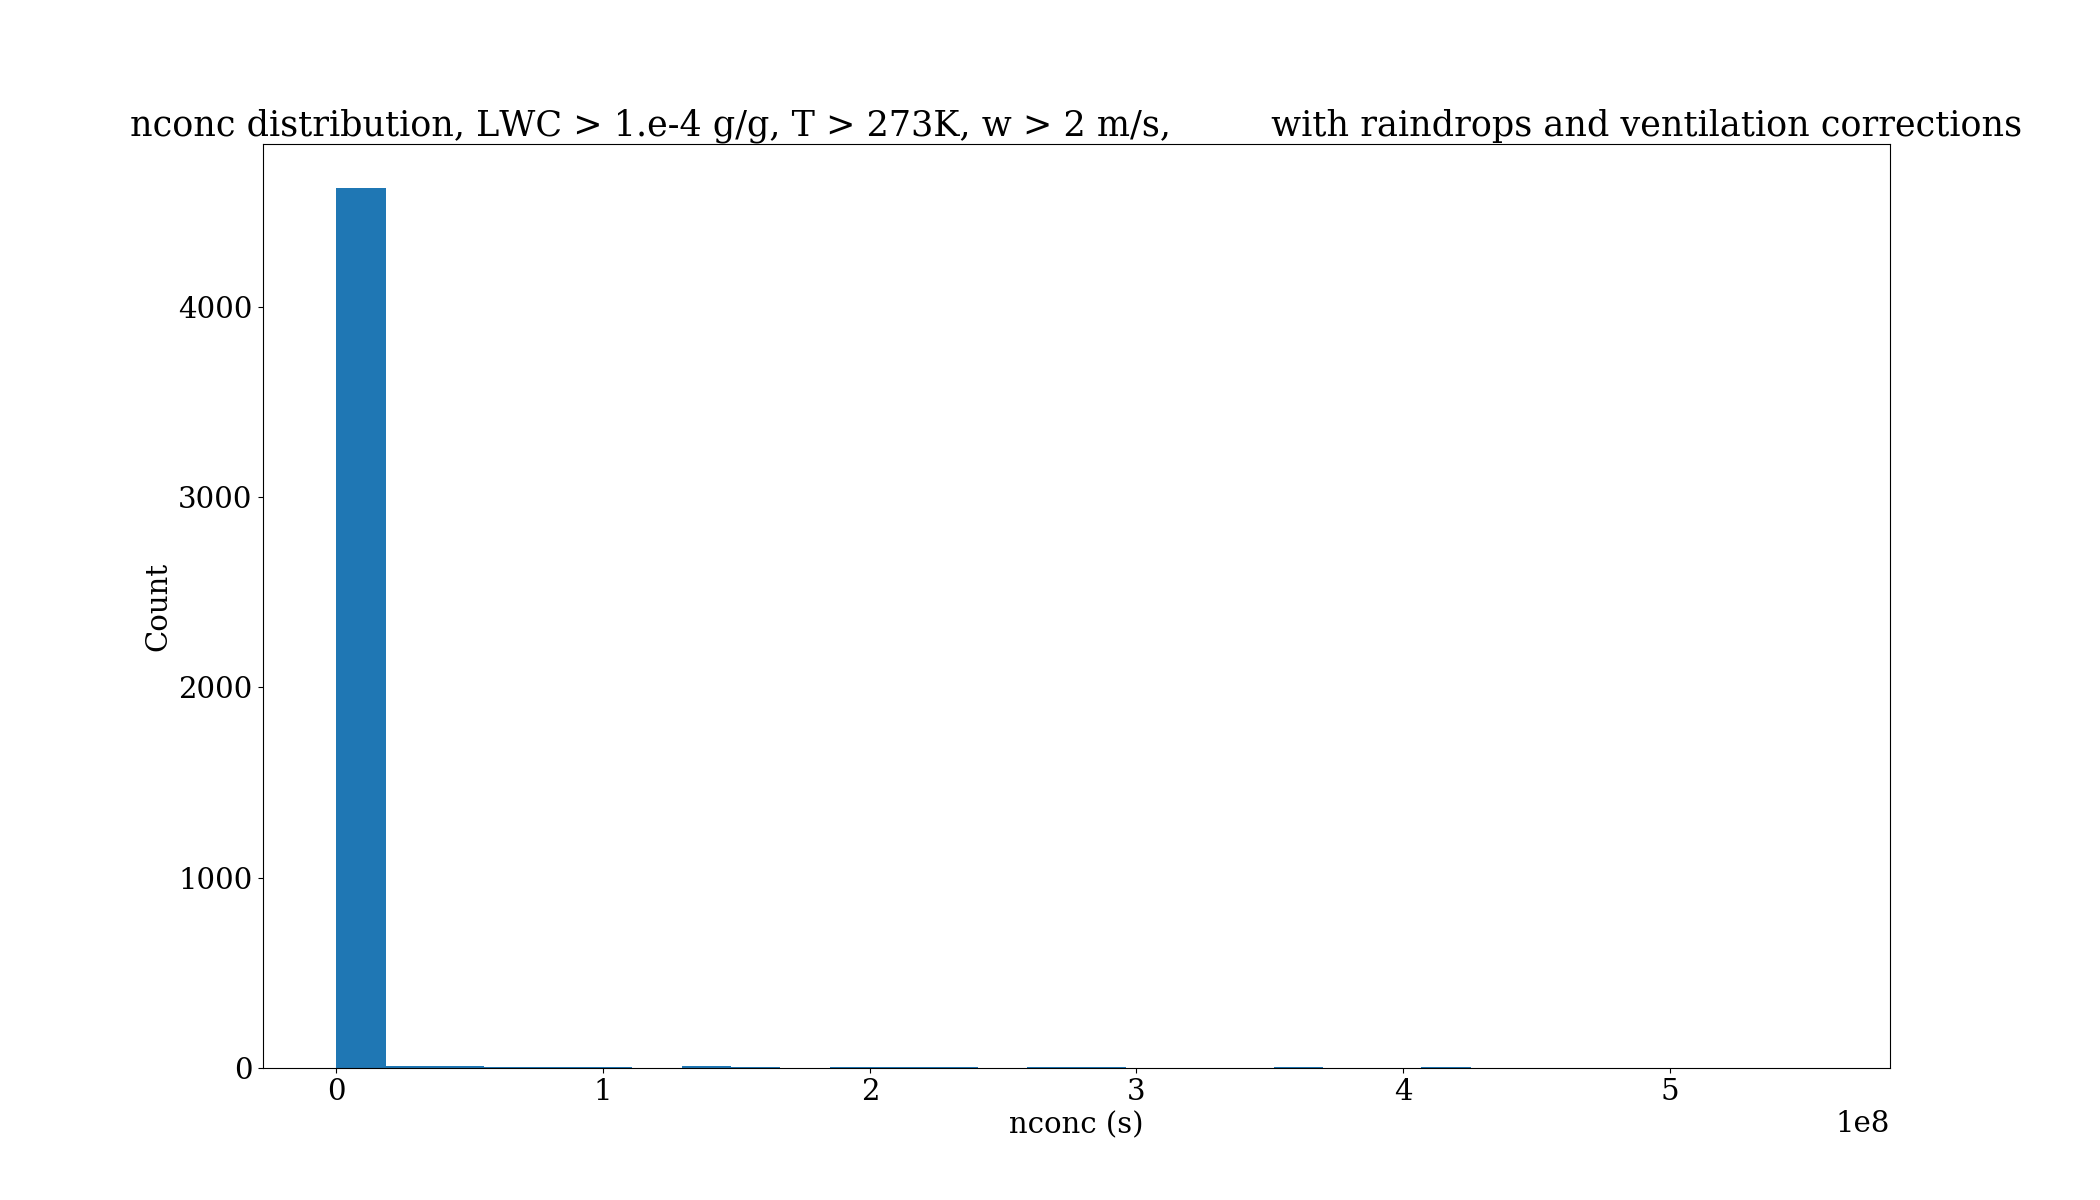 nconc distribution, LWC > 1.e-4 g/g, T > 273K, w > 2 m/s, with raindrops and ventilation corrections
4000
3000
2000
1000
0
Count
0 1 2 3 4 5
nconc (s)
1e8